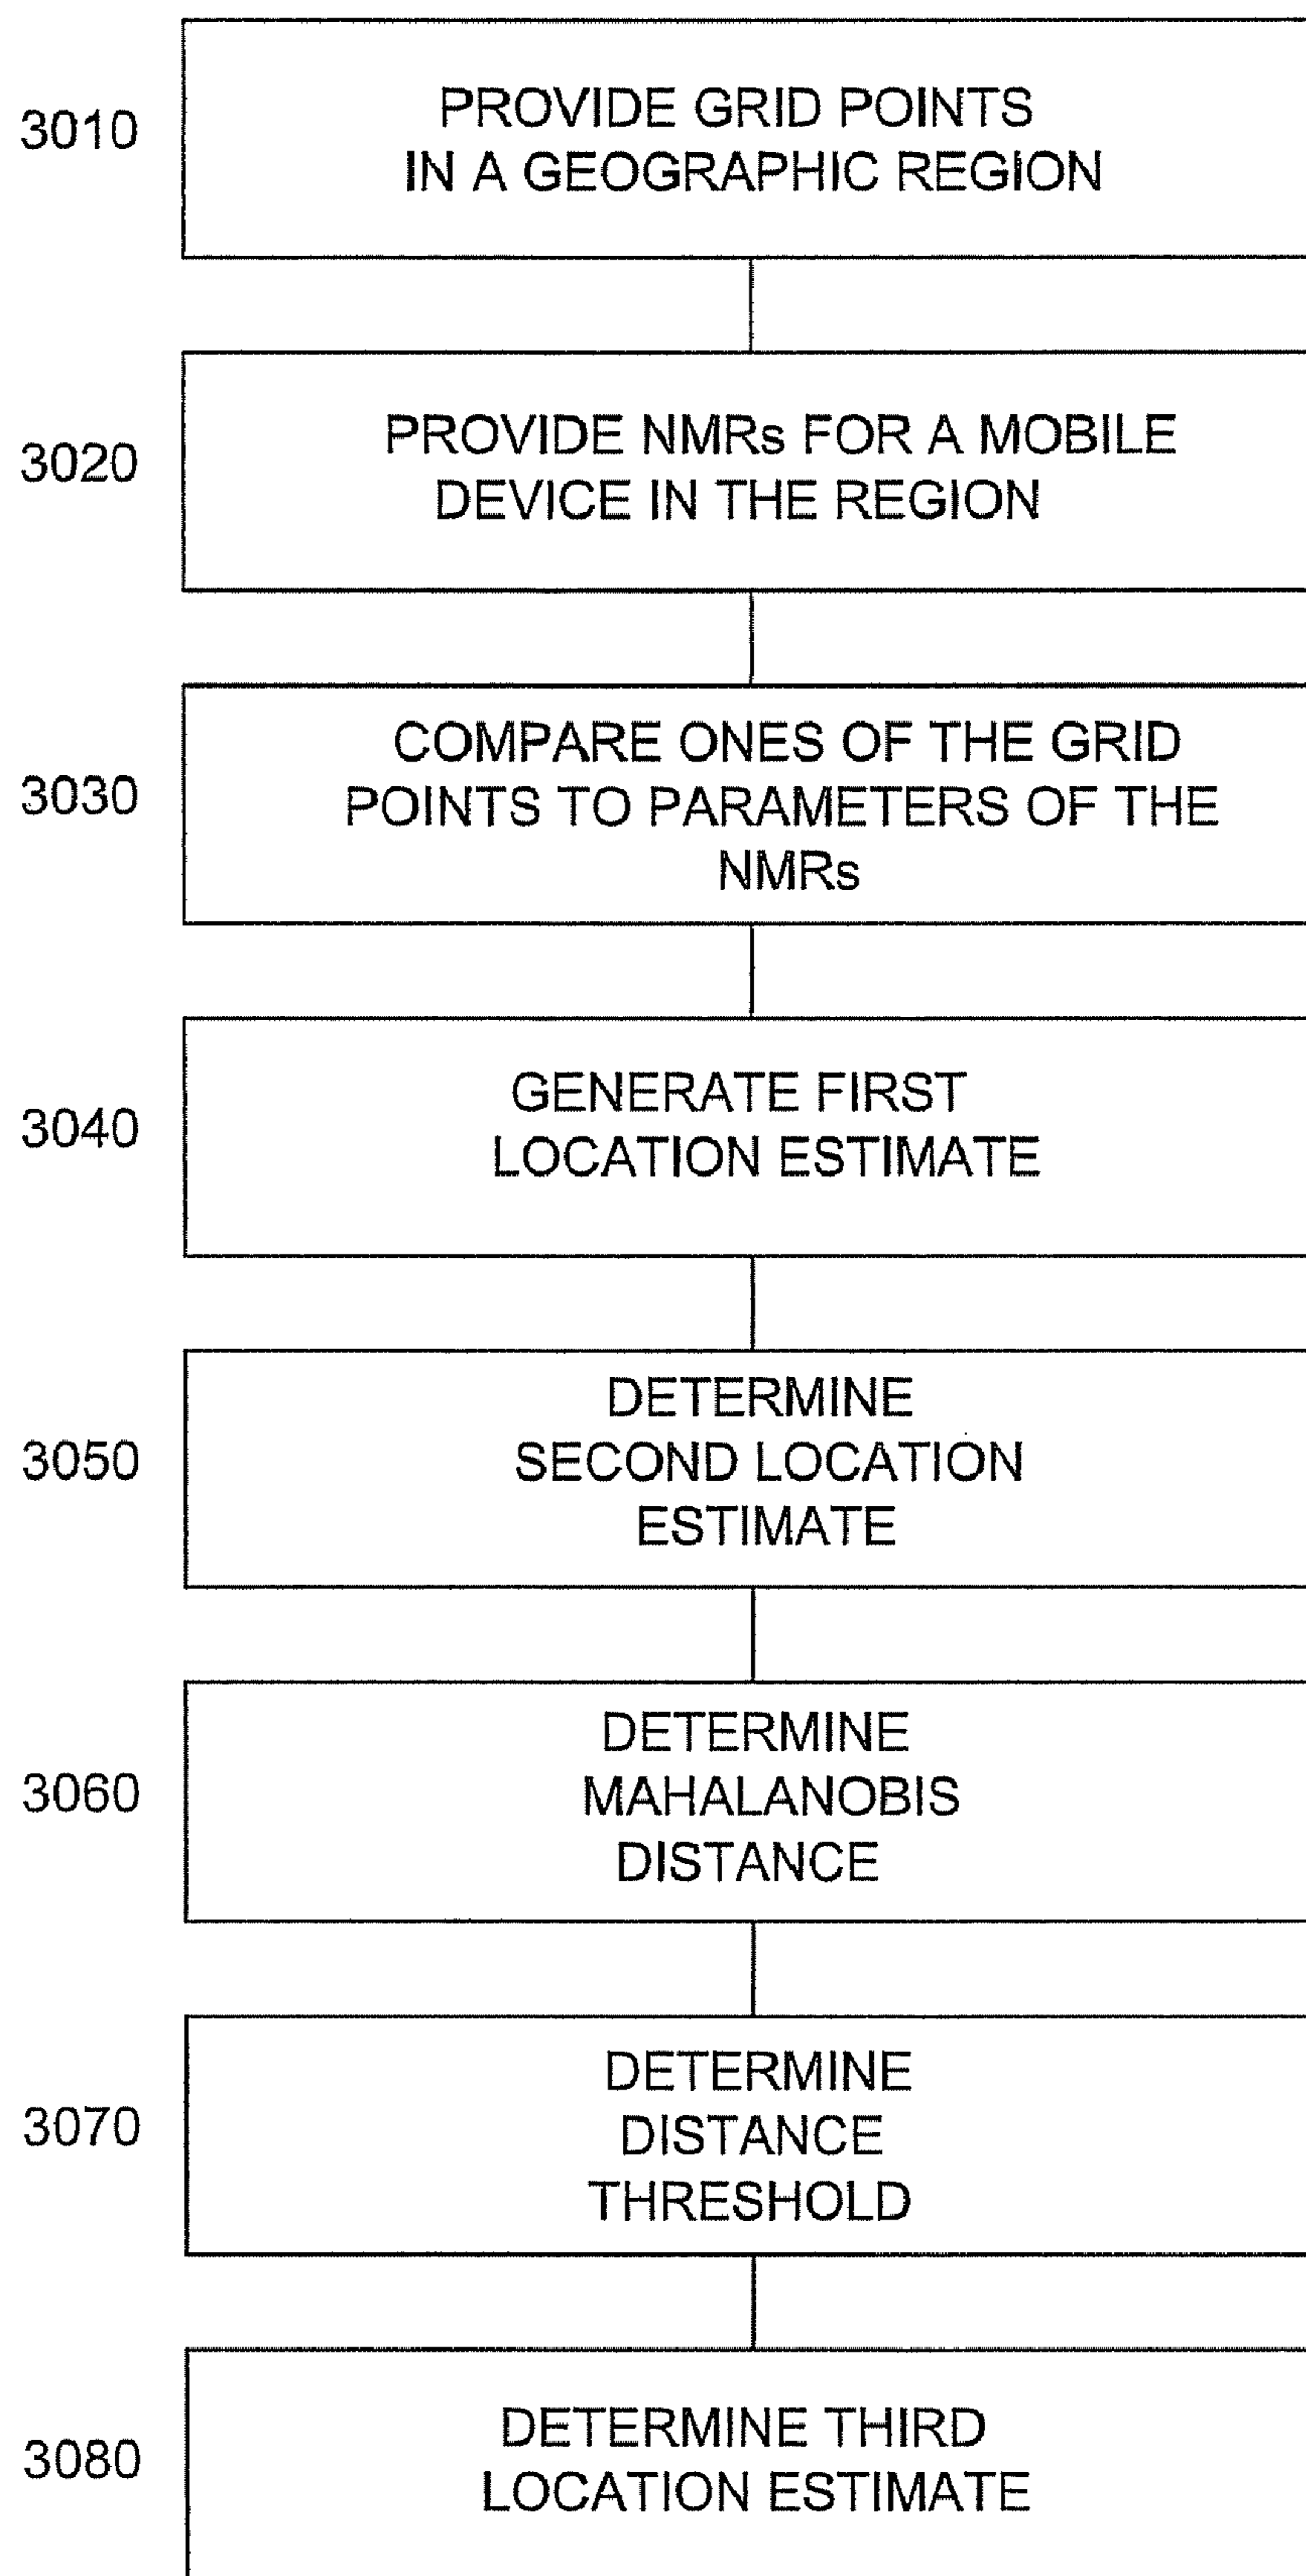 3010
PROVIDE GRID POINTS
IN A GEOGRAPHIC REGION
3020
PROVIDE NMRs FOR A MOBILE
DEVICE IN THE REGION
3030
COMPARE ONES OF THE GRID
POINTS TO PARAMETERS OF THE
NMRs
3040
GENERATE FIRST
LOCATION ESTIMATE
3050
DETERMINE
SECOND LOCATION
ESTIMATE
3060
DETERMINE
MAHALANOBIS
DISTANCE
3070
DETERMINE
DISTANCE
THRESHOLD
3080
DETERMINE THIRD
LOCATION ESTIMATE